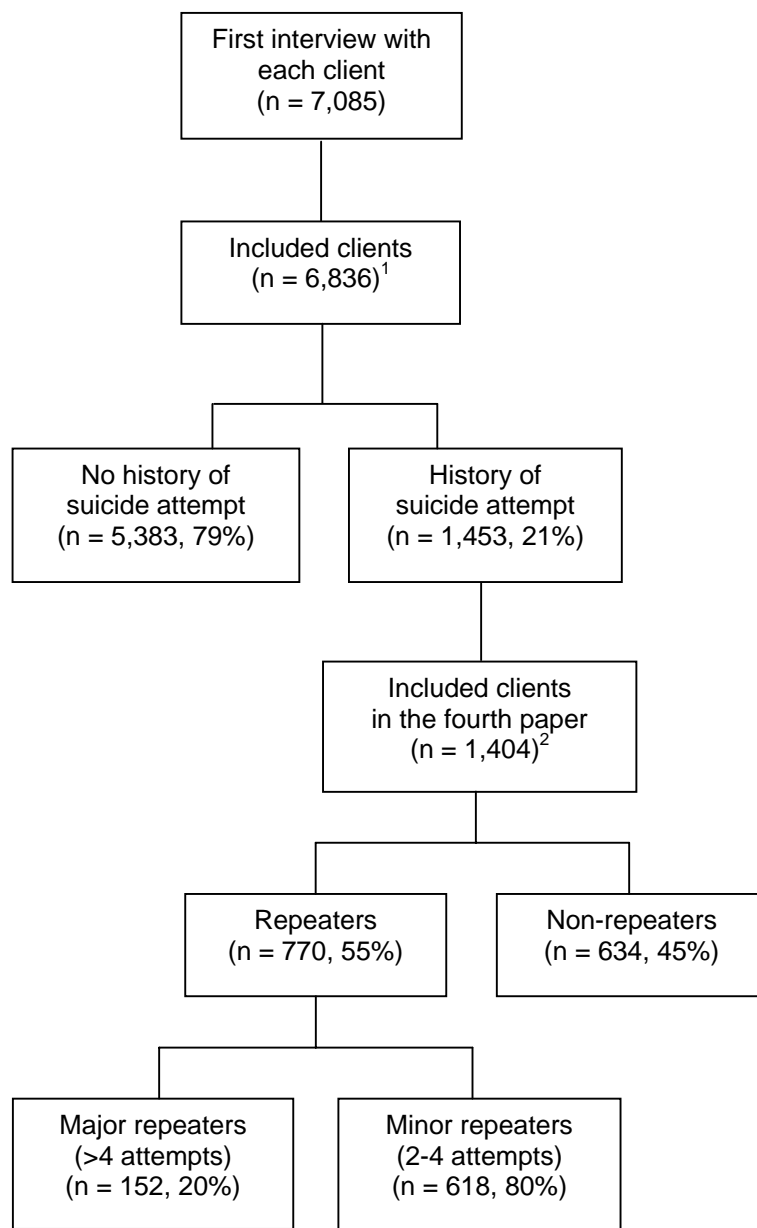 First interview with
each client
(n = 7,085)
Included clients
(n = 6,836)1
No history of
suicide attempt
(n = 5,383, 79%)
History of
suicide attempt
(n = 1,453, 21%)
Included clients
in the fourth paper
(n = 1,404)2
Repeaters
(n = 770, 55%)
Non-repeaters
(n = 634, 45%)
Major repeaters
(>4 attempts)
(n = 152, 20%)
Minor repeaters
(2-4 attempts)
(n = 618, 80%)